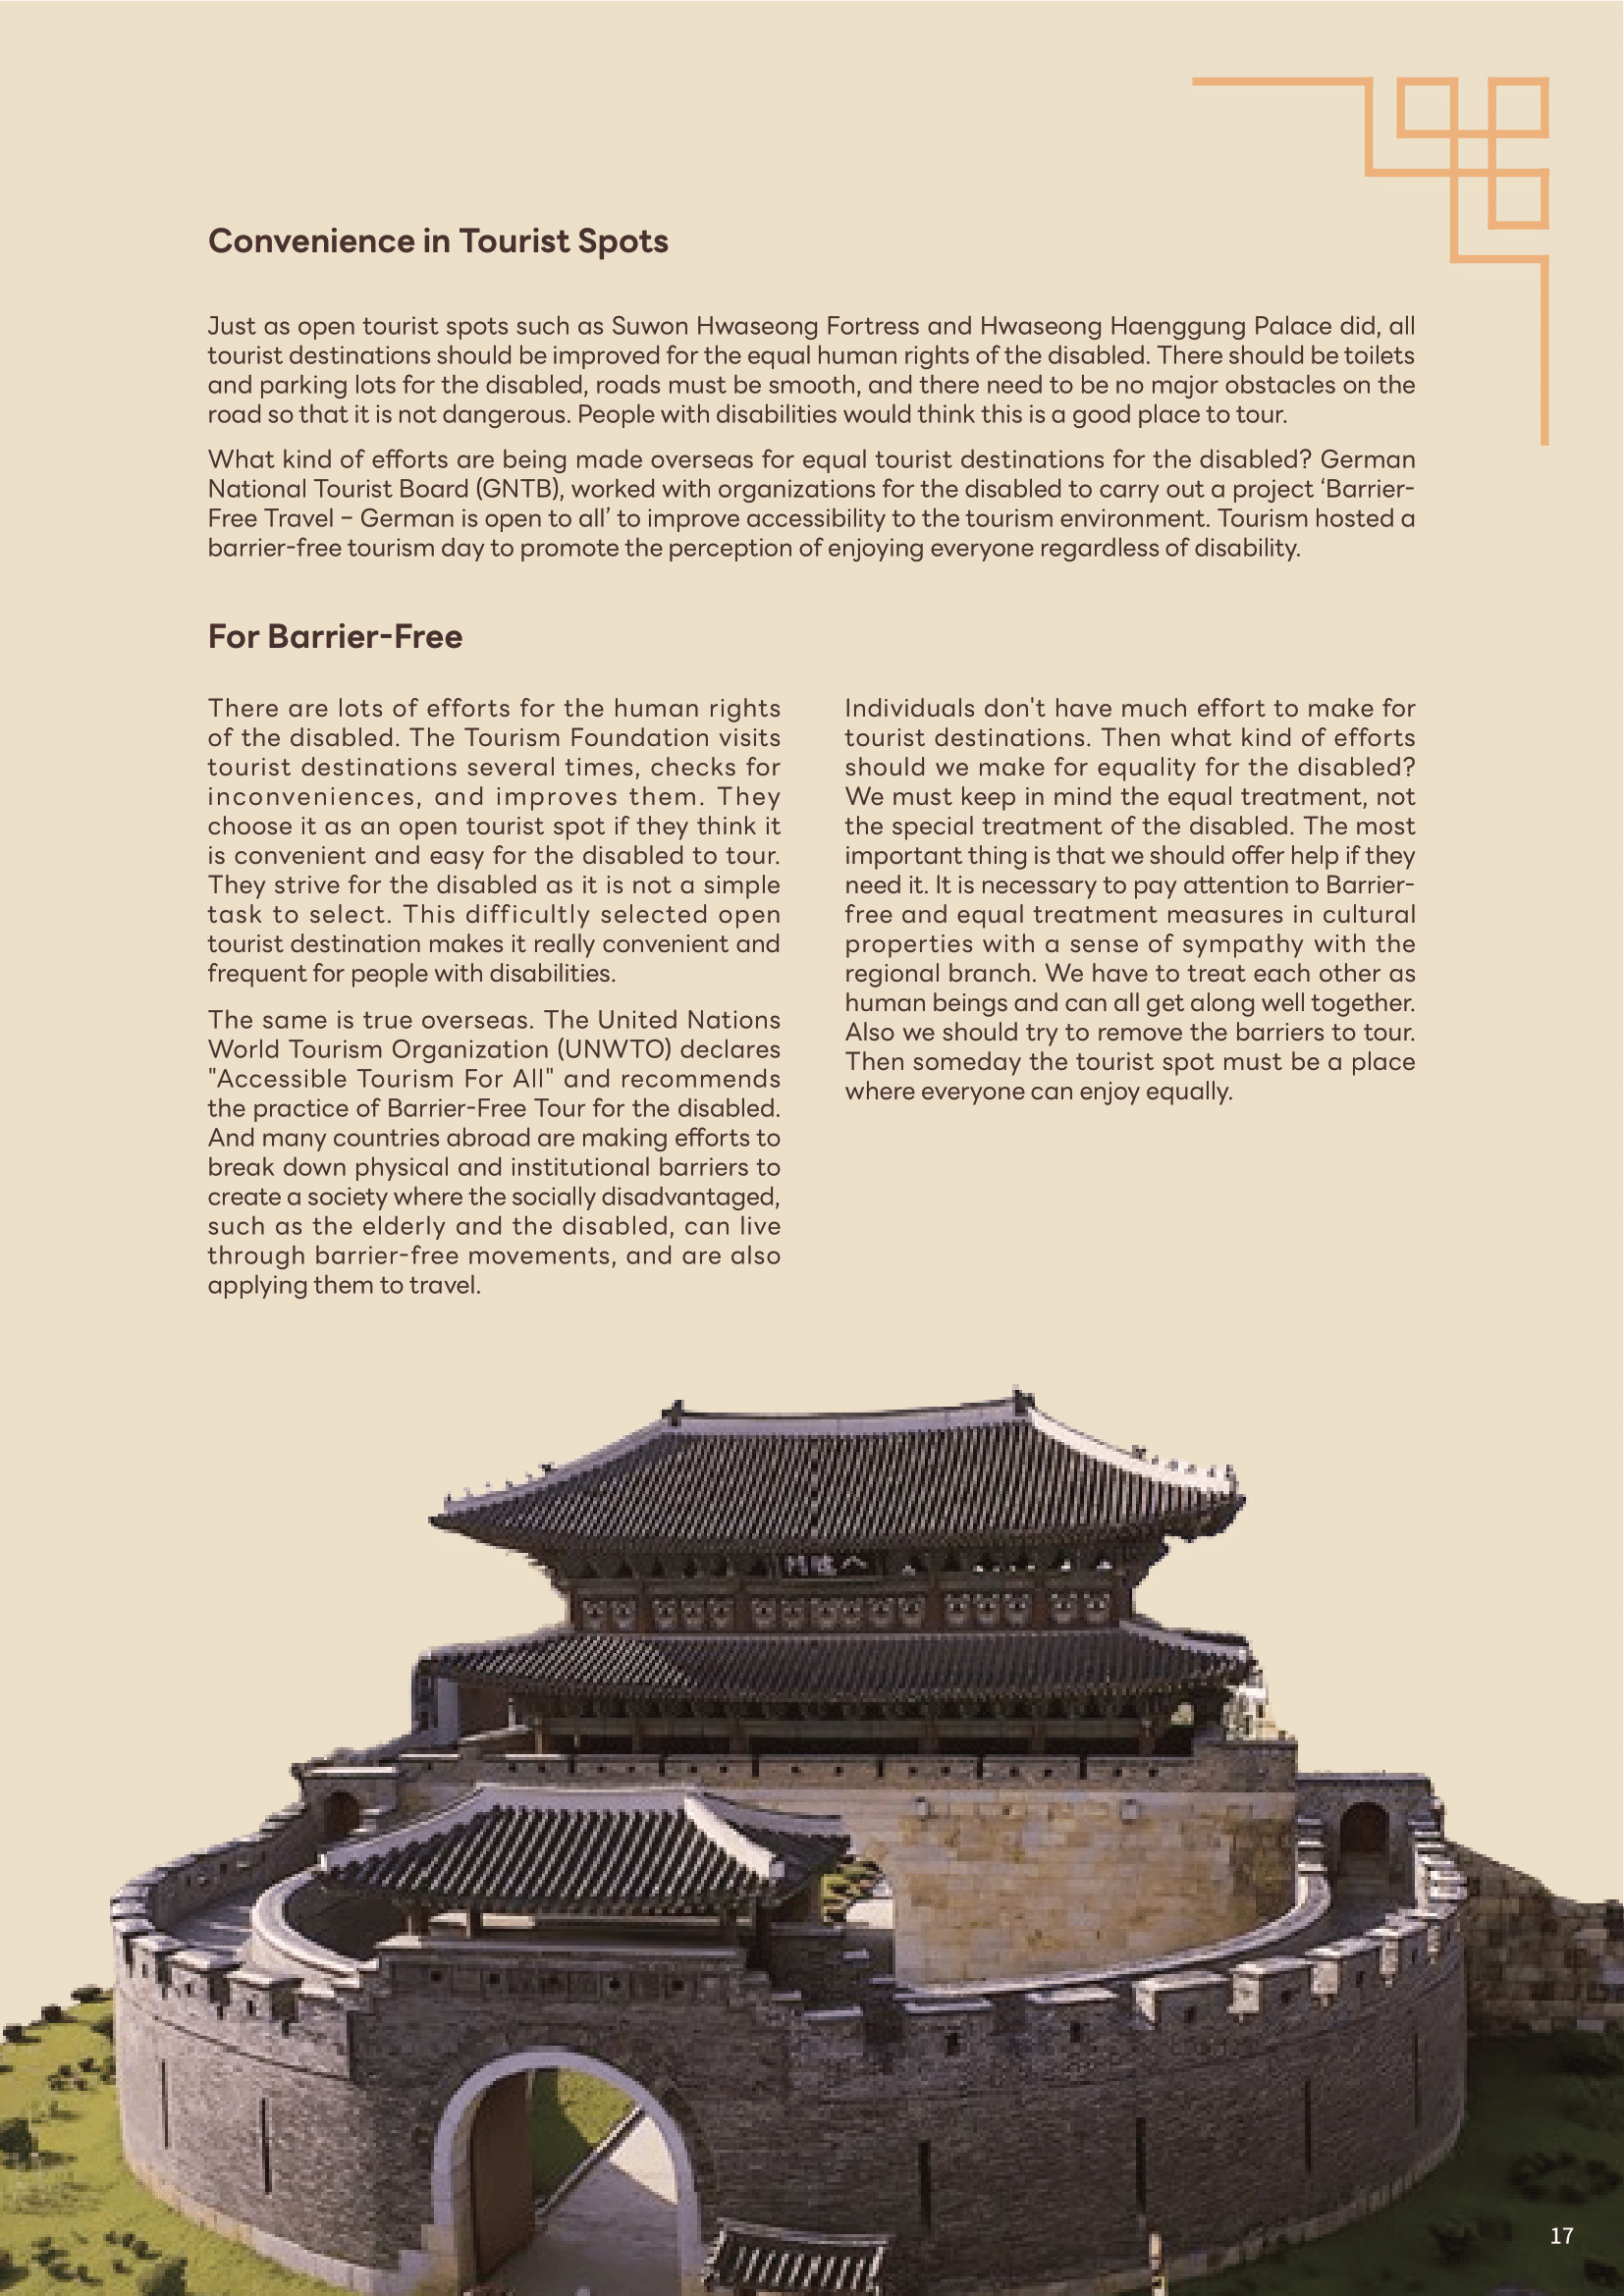 Convenience in Tourist Spots
Just as open tourist spots such as Suwon Hwaseong Fortress and Hwaseong Haenggung Palace did, all
tourist destinations should be improved for the equal human rights of the disabled. There should be toilets
and parking lots for the disabled, roads must be smooth, and there need to be no major obstacles on the
road so that it is not dangerous. People with disabilities would think this is a good place to tour.
What kind of efforts are being made overseas for equal tourist destinations for the disabled? German
National Tourist Board (GNTB), worked with organizations for the disabled to carry out a project ‘Barrier-
Free Travel – German is open to all’ to improve accessibility to the tourism environment. Tourism hosted a
barrier-free tourism day to promote the perception of enjoying everyone regardless of disability.
For Barrier-Free
There are lots of efforts for the human rights
of the disabled. The Tourism Foundation visits
tourist destinations several times, checks for
inconveniences, and improves them. They
choose it as an open tourist spot if they think it
is convenient and easy for the disabled to tour.
They strive for the disabled as it is not a simple
task to select. This difficultly selected open
tourist destination makes it really convenient and
frequent for people with disabilities.
The same is true overseas. The United Nations
World Tourism Organization (UNWTO) declares
"Accessible Tourism For All" and recommends
the practice of Barrier-Free Tour for the disabled.
And many countries abroad are making efforts to
break down physical and institutional barriers to
create a society where the socially disadvantaged,
such as the elderly and the disabled, can live
through barrier-free movements, and are also
applying them to travel.
Individuals don't have much effort to make for
tourist destinations. Then what kind of efforts
should we make for equality for the disabled?
We must keep in mind the equal treatment, not
the special treatment of the disabled. The most
important thing is that we should offer help if they
need it. It is necessary to pay attention to Barrier-
free and equal treatment measures in cultural
properties with a sense of sympathy with the
regional branch. We have to treat each other as
human beings and can all get along well together.
Also we should try to remove the barriers to tour.
Then someday the tourist spot must be a place
where everyone can enjoy equally.
17